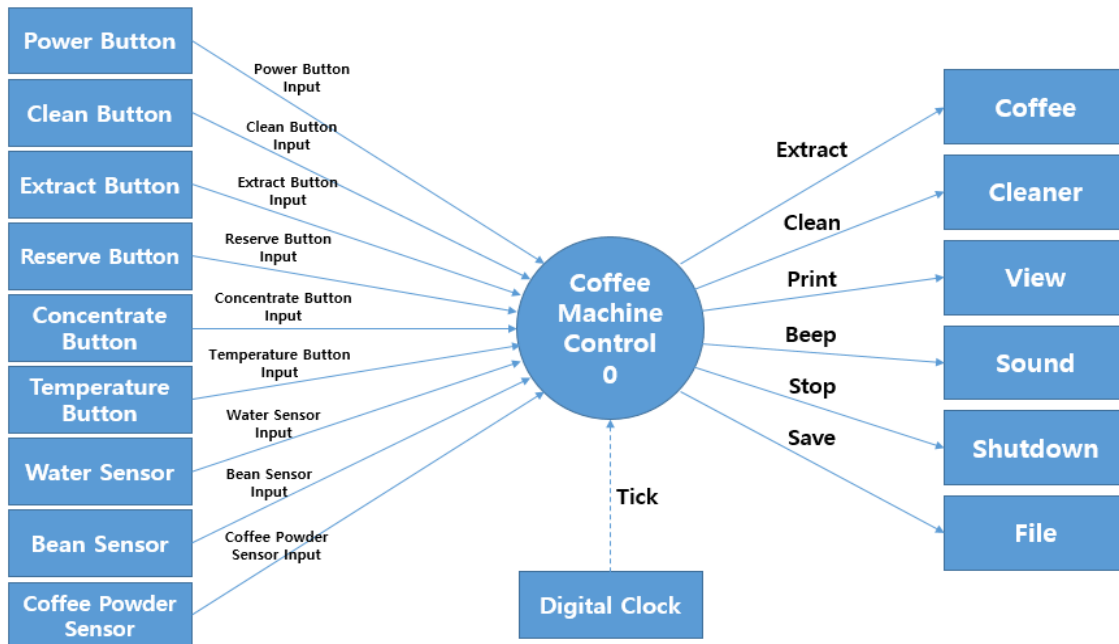 Power Button
Clean Button
Extract Button
Reserve Button
Concentrate
Button
Temperature
Button
Water Sensor
Bean Sensor
Coffee Powder
Sensor
Power Button
Input
Clean Button
Input
Extract Button
Input
Reserve Button
Input
Concentrate Button
Input
Temperature Button
Input
Water Sensor
Input
Bean Sensor
Input
Coffee Powder
Sensor Input
Coffee
Machine
Control
0
Tick
Digital Clock
Extract
Clean
Print
Beep
Stop
Save
Coffee
Cleaner
View
Sound
Shutdown
File